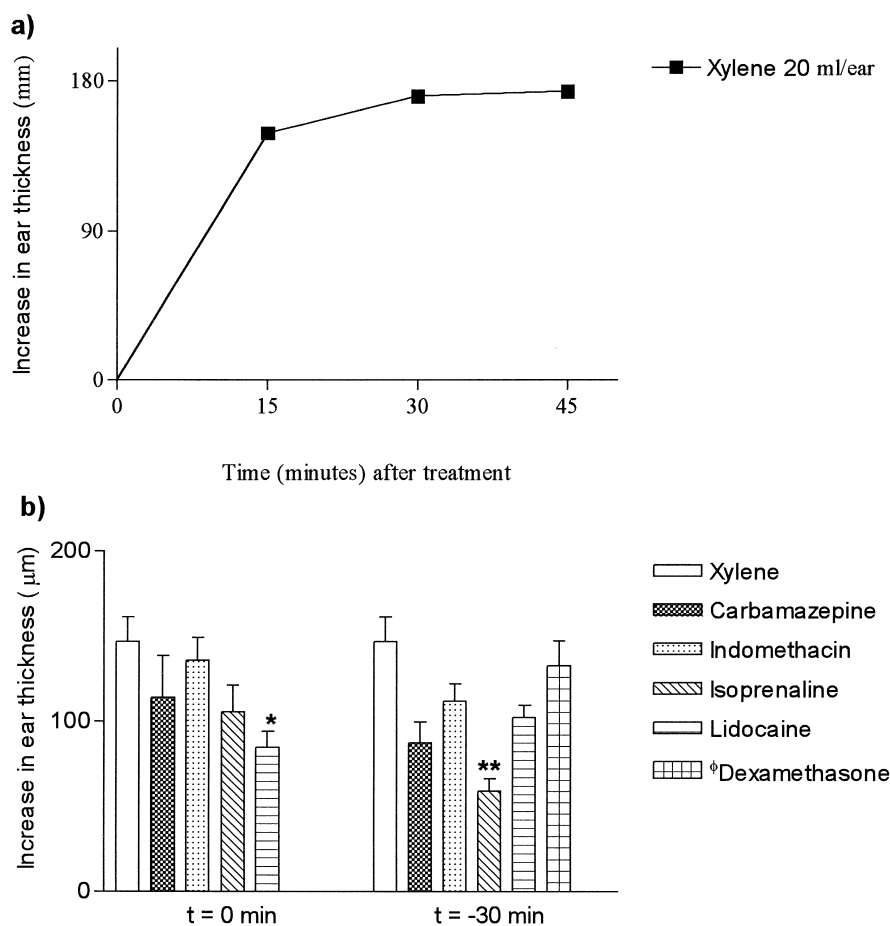 a)
Increase in ear thickness (mm)
180
90
0
0 15 30 45
Time (minutes) after treatment
Xylene 20 ml/ear
b)
Increase in ear thickness ( μm)
200
100
0
*
**
t = 0 min t = -30 min
Xylene
Carbamazepine
Indomethacin
Isoprenaline
Lidocaine
ϕDexamethasone